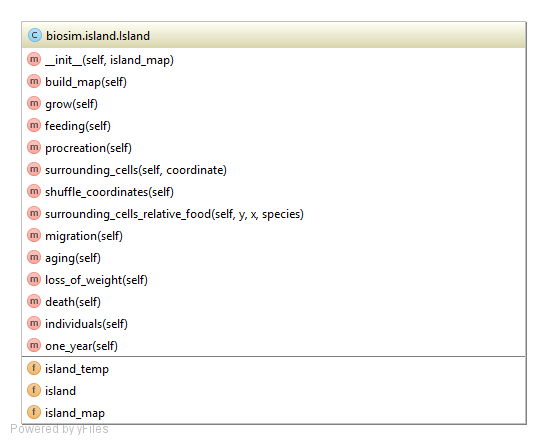 C biosim.island.Island
m __init__(self, island_map)
m build_map(self)
m grow(self)
m feeding(self)
m procreation(self)
m surrounding_cells(self, coordinate)
m shuffle_coordinates(self)
m surrounding_cells_relative_food(self, y, x, species)
m migration(self)
m aging(self)
m loss_of_weight(self)
m death(self)
m individuals(self)
m one_year(self)
f island_temp
f island
f island_map
Powered by yFiles